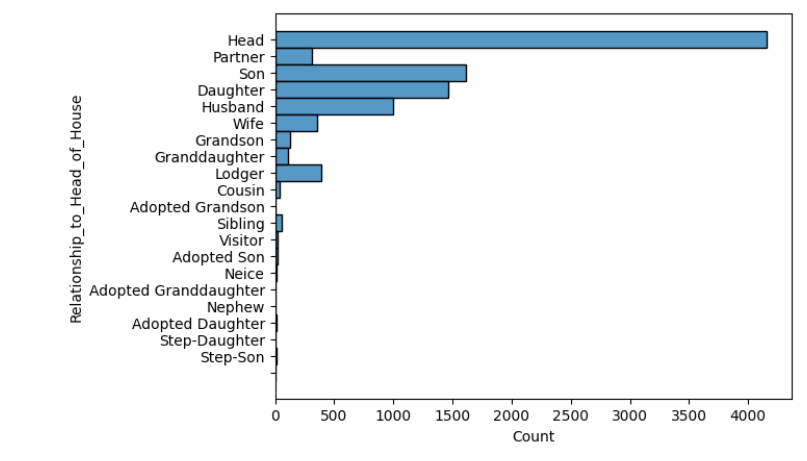 Relationship_to_Head_of_House
Head
Partner
Son
Daughter
Husband
Wife
Grandson
Granddaughter
Lodger
Cousin
Adopted Grandson
Sibling
Visitor
Adopted Son
Neice
Adopted Granddaughter
Nephew
Adopted Daughter
Step-Daughter
Step-Son
0 500 1000 1500 2000 2500 3000 3500 4000
Count